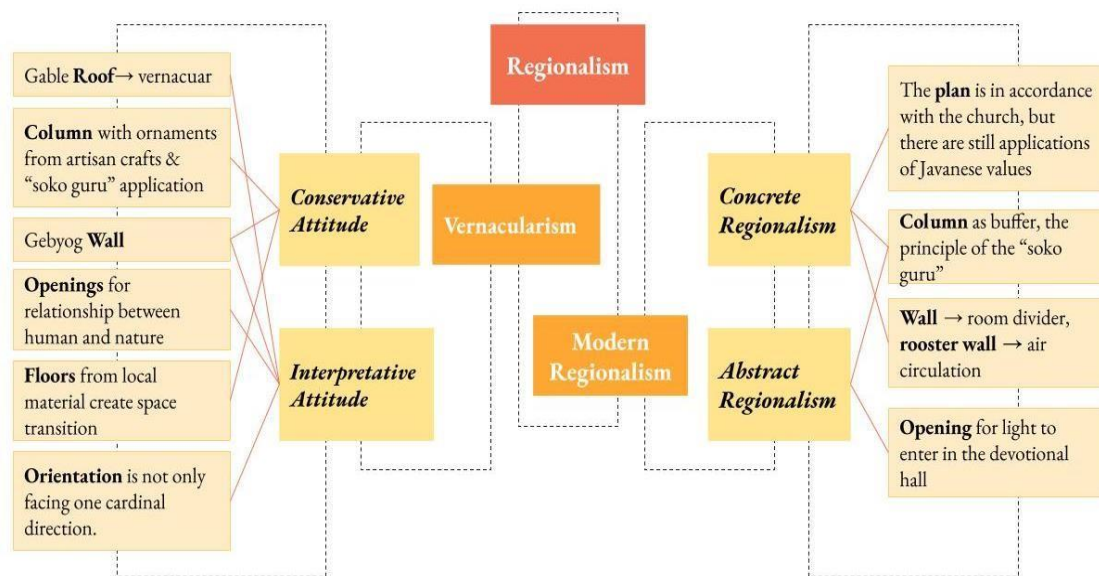 Regionalism
Gable Roof→ vernacuar
Column with ornaments
from artisan crafts &
“soko guru” application
Gebyog Wall
Openings for
relationship between
human and nature
Floors from local
material create space
transition
Orientation is not only
facing one cardinal
direction.
Conservative
Attitude
Interpretative
Attitude
Vernacularism
Modern
Regionalism
Concrete
Regionalism
Abstract
Regionalism
The plan is in accordance
with the church, but
there are still applications
of Javanese values
Column as buffer, the
principle of the “soko
guru”
Wall → room divider,
rooster wall → air
circulation
Opening for light to
enter in the devotional
hall